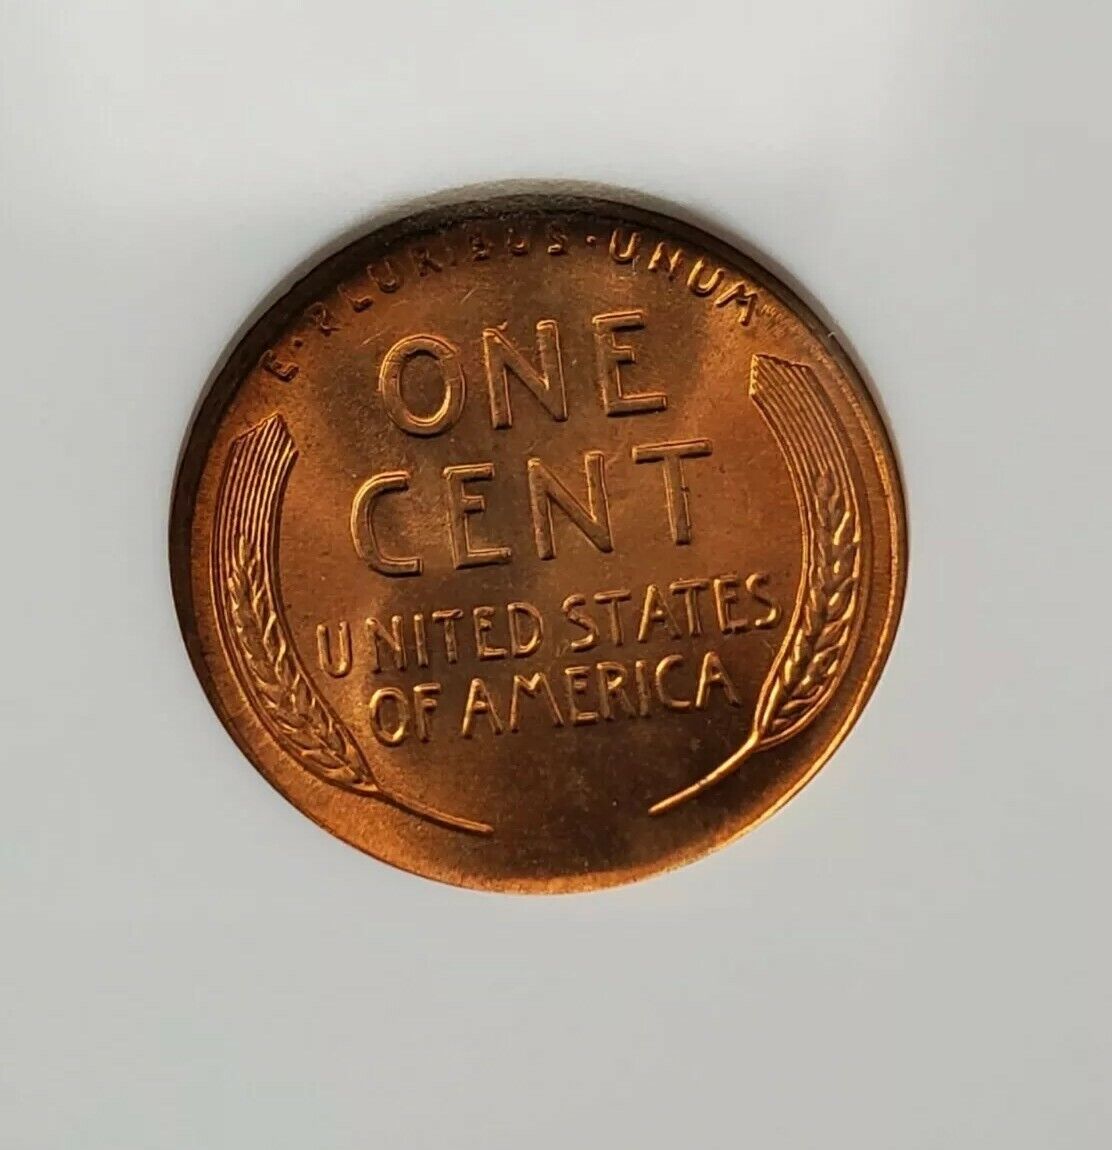 E · PLURIBUS · UNUM
ONE
CENT
UNITED STATES
OF AMERICA